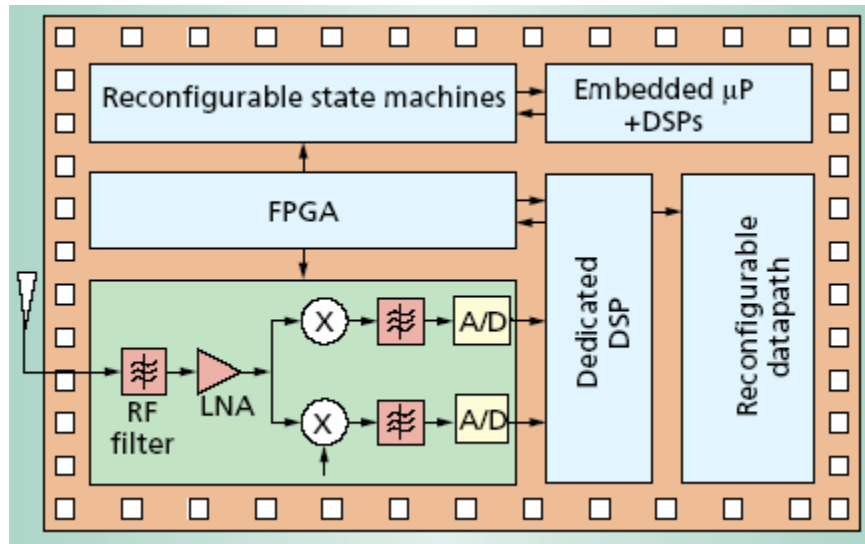 Reconfigurable state machines
Embedded μP
+DSPs
FPGA
Dedicated
DSP
Reconfigurable
datapath
X
A/D
RF
filter
LNA
X
A/D